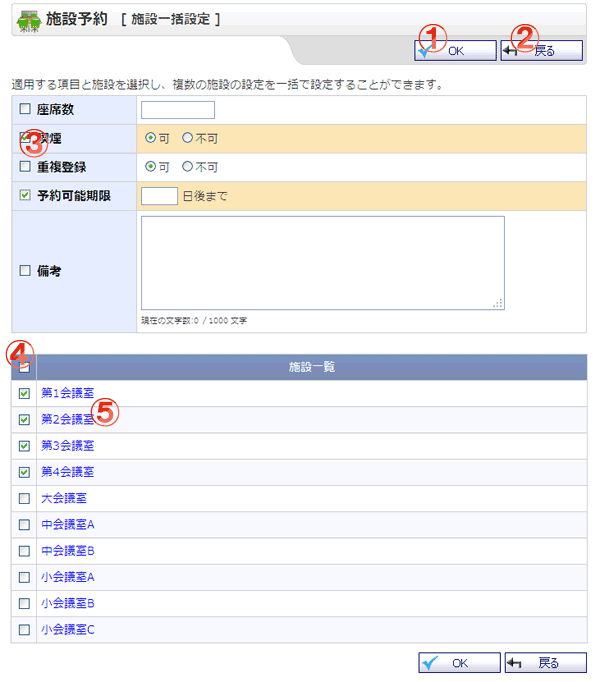 施設予約 [ 施設一括設定 ]
① OK ② 戻る
適用する項目と施設を選択し、複数の施設の設定を一括で設定することができます。
座席数
③ 喫煙 可 不可
重複登録 可 不可
予約可能期限 日後まで
備考
現在の文字数:0 / 1000 文字
④ 施設一覧
第1会議室
第2会議室 ⑤
第3会議室
第4会議室
大会議室
中会議室A
中会議室B
小会議室A
小会議室B
小会議室C
OK 戻る